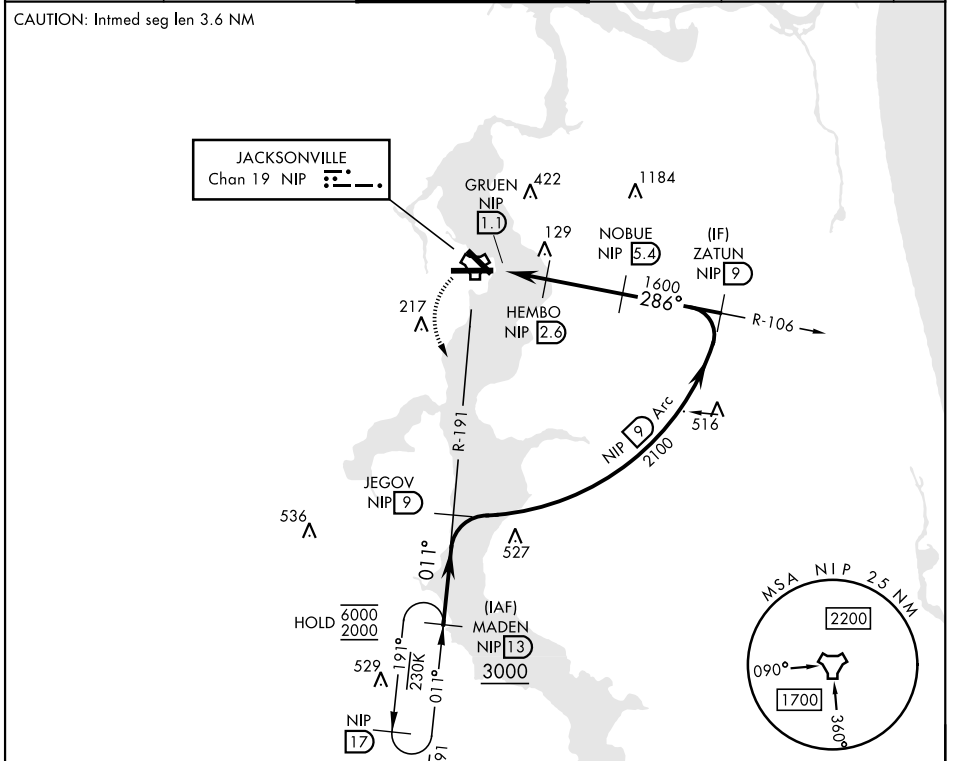 CAUTION: Intmed seg len 3.6 NM
JACKSONVILLE
Chan 19 NIP
GRUEN
NIP
1.1
422
1184
129
NOBUE
NIP 5.4
(IF)
ZATUN
NIP 9
1600
286°
R-106
HEMBO
NIP 2.6
217
R-191
NIP 9 Arc
2100
516
JEGOV
NIP 9
536
527
011°
HOLD 6000
2000
(IAF)
MADEN
NIP 13
3000
191°
230K
011°
529
NIP
17
91
MSA NIP 25 NM
2200
090°
1700
360°